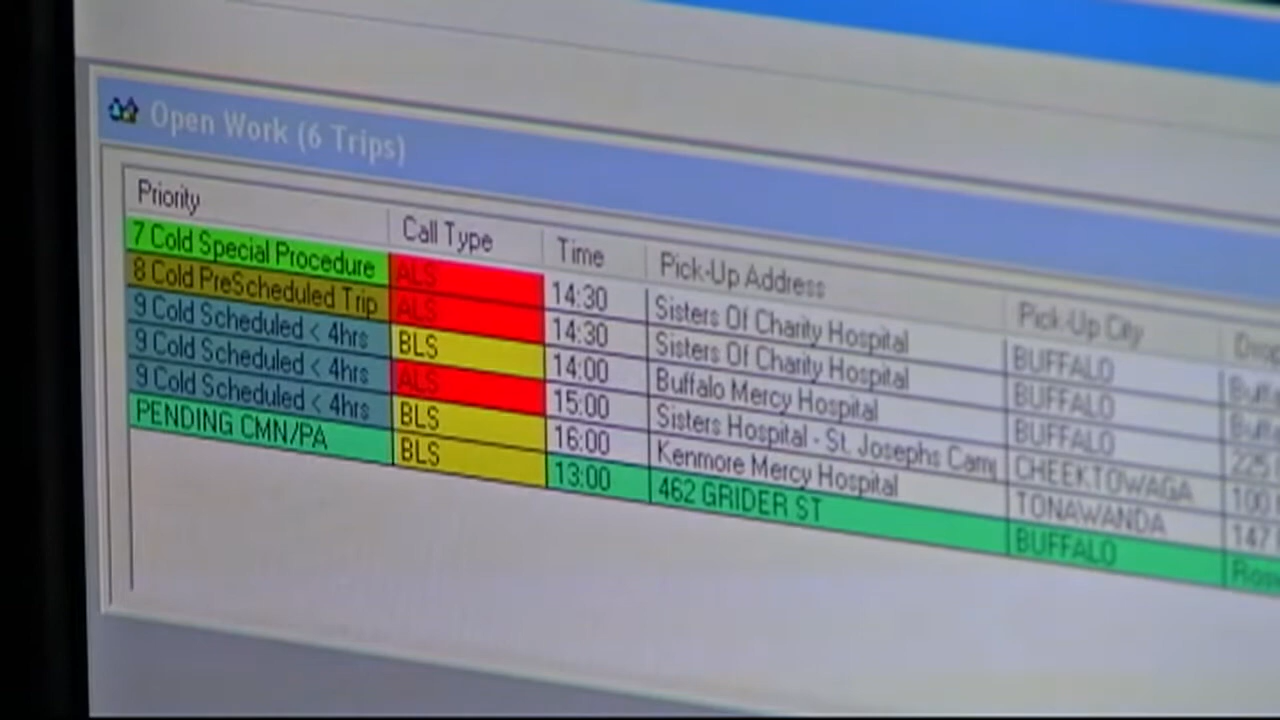 Open Work (6 Trips)
Priority Call Type Time Pick-Up Address Pick-Up City
7 Cold Special Procedure ALS 14:30 Sisters Of Charity Hospital BUFFALO
8 Cold PreScheduled Trip ALS 14:30 Sisters Of Charity Hospital BUFFALO
9 Cold Scheduled < 4hrs BLS 14:00 Buffalo Mercy Hospital BUFFALO
9 Cold Scheduled < 4hrs ALS 15:00 Sisters Hospital - St. Josephs Cam CHEEKTOWAGA 225
9 Cold Scheduled < 4hrs BLS 16:00 Kenmore Mercy Hospital TONAWANDA 100
PENDING CMN/PA BLS 13:00 462 GRIDER ST BUFFALO
147